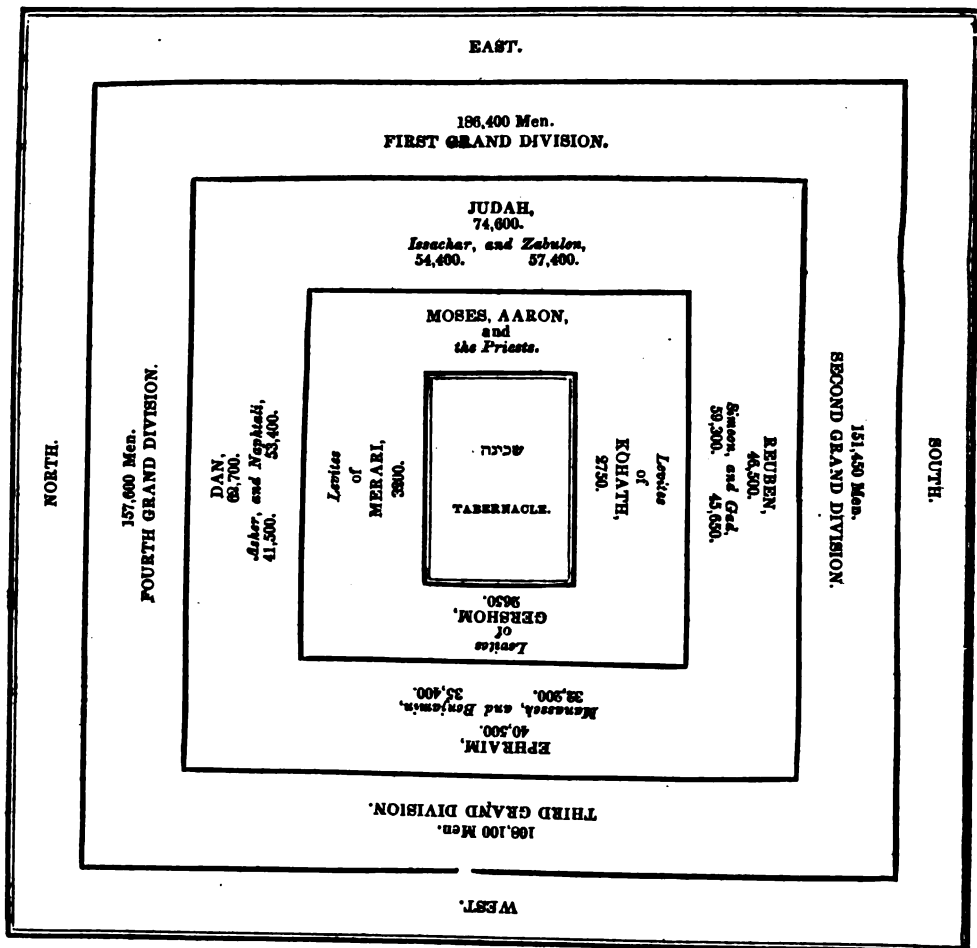 EAST.
186,400 Men.
FIRST GRAND DIVISION.
JUDAH,
74,600.
Issachar, and Zabulon,
54,400. 57,400.
MOSES, AARON,
and
the Priests.
NORTH.
157,600 Men.
FOURTH GRAND DIVISION.
DAN,
62,700.
Asher, and Naphtali,
41,500. 53,400.
Levites
of
MERARI,
3200.
שכינה
TABERNACLE.
Levites
of
KOHATH,
2750.
REUBEN,
46,500.
Simeon, and Gad,
59,300. 45,650.
151,450 Men.
SECOND GRAND DIVISION.
SOUTH.
Levites
of
GERSHOM,
2630.
EPHRAIM,
40,500.
Manasseh, and Benjamin,
32,200. 35,400.
108,100 Men.
THIRD GRAND DIVISION.
WEST.